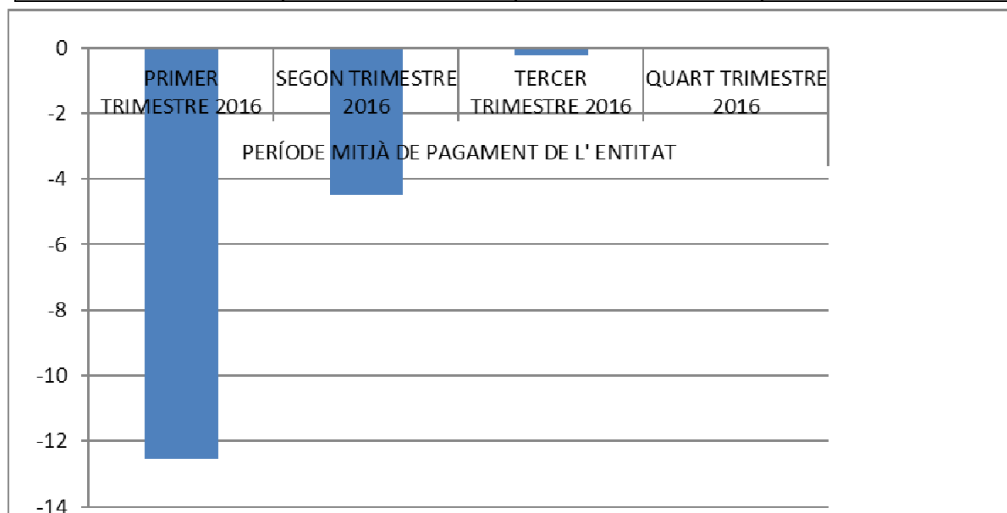 0
PRIMER
TRIMESTRE 2016
SEGON TRIMESTRE
2016
TERCER
TRIMESTRE 2016
QUART TRIMESTRE
2016
-2
PERÍODE MITJÀ DE PAGAMENT DE L' ENTITAT
-4
-6
-8
-10
-12
-14